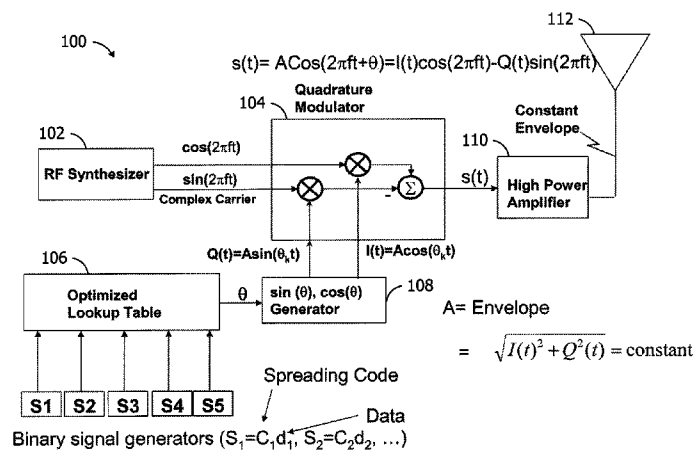 100
112
s(t)= ACos(2πft+θ)=I(t)cos(2πft)-Q(t)sin(2πft)
104
Quadrature
Modulator
Constant
Envelope
102
RF Synthesizer
cos(2πft)
sin(2πft)
Complex Carrier
Σ
-
s(t)
110
High Power
Amplifier
Q(t)=Asin(θkt)
I(t)=Acos(θkt)
106
Optimized
Lookup Table
θ
sin (θ), cos(θ)
Generator
108
A= Envelope
= √I(t)²+Q²(t) = constant
S1 S2 S3 S4 S5
Spreading Code
Data
Binary signal generators (S₁=C₁d₁, S₂=C₂d₂, ...)